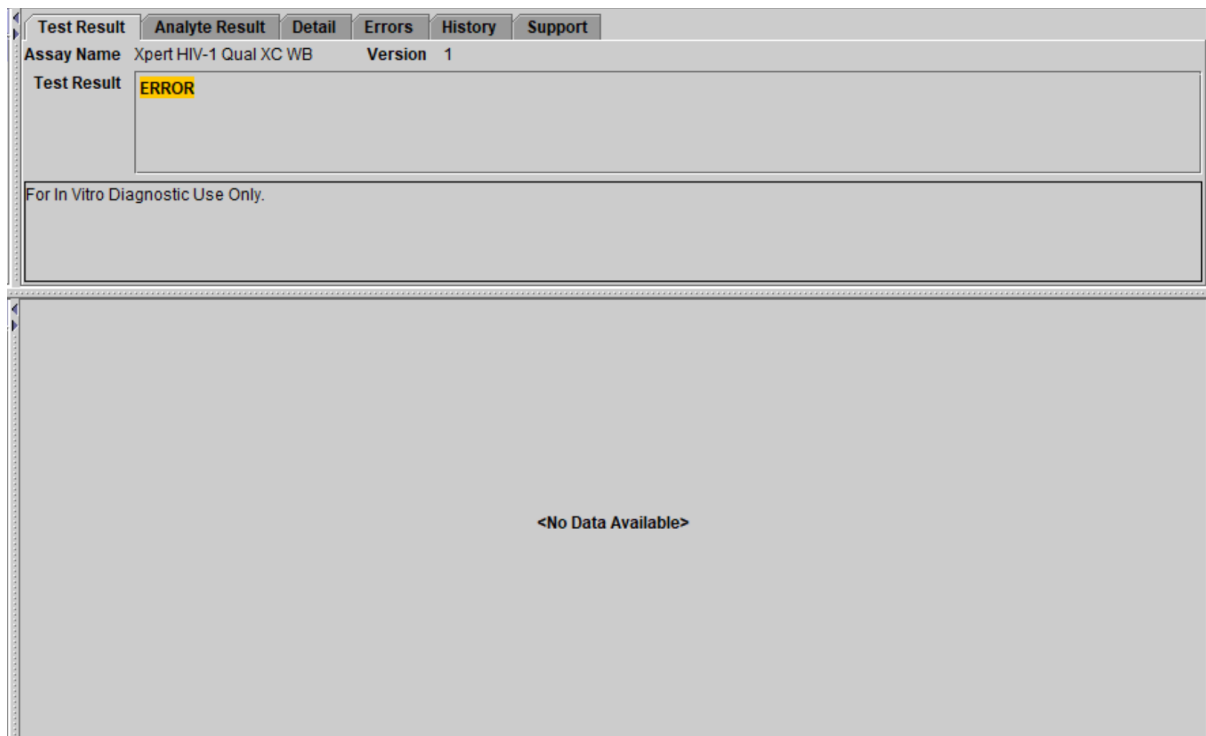 Test Result Analyte Result Detail Errors History Support
Assay Name Xpert HIV-1 Qual XC WB Version 1
Test Result ERROR
For In Vitro Diagnostic Use Only.
<No Data Available>